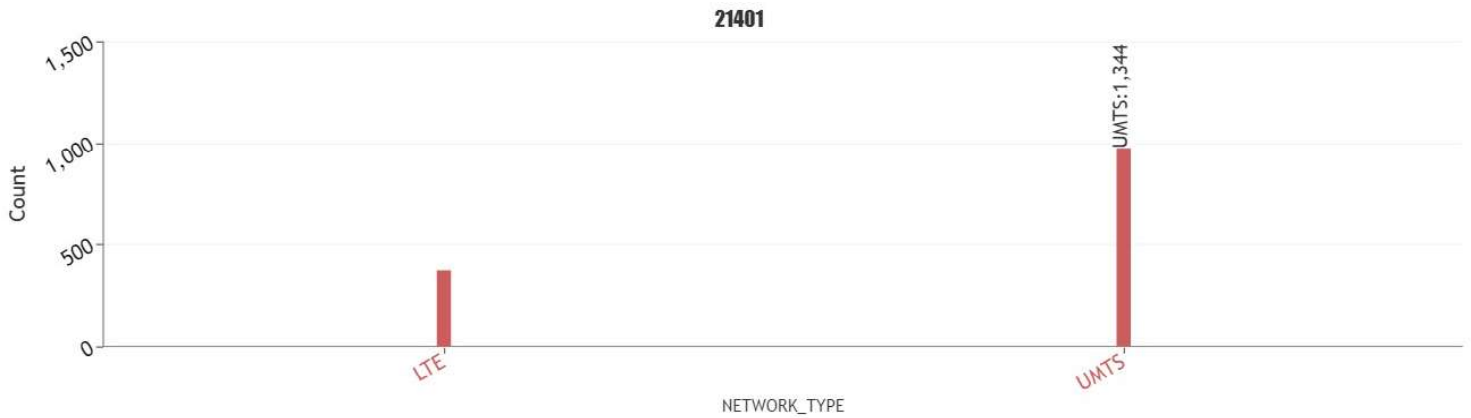 21401
1,500
1,000
500
0
Count
UMTS:1,344
LTE
UMTS
NETWORK_TYPE